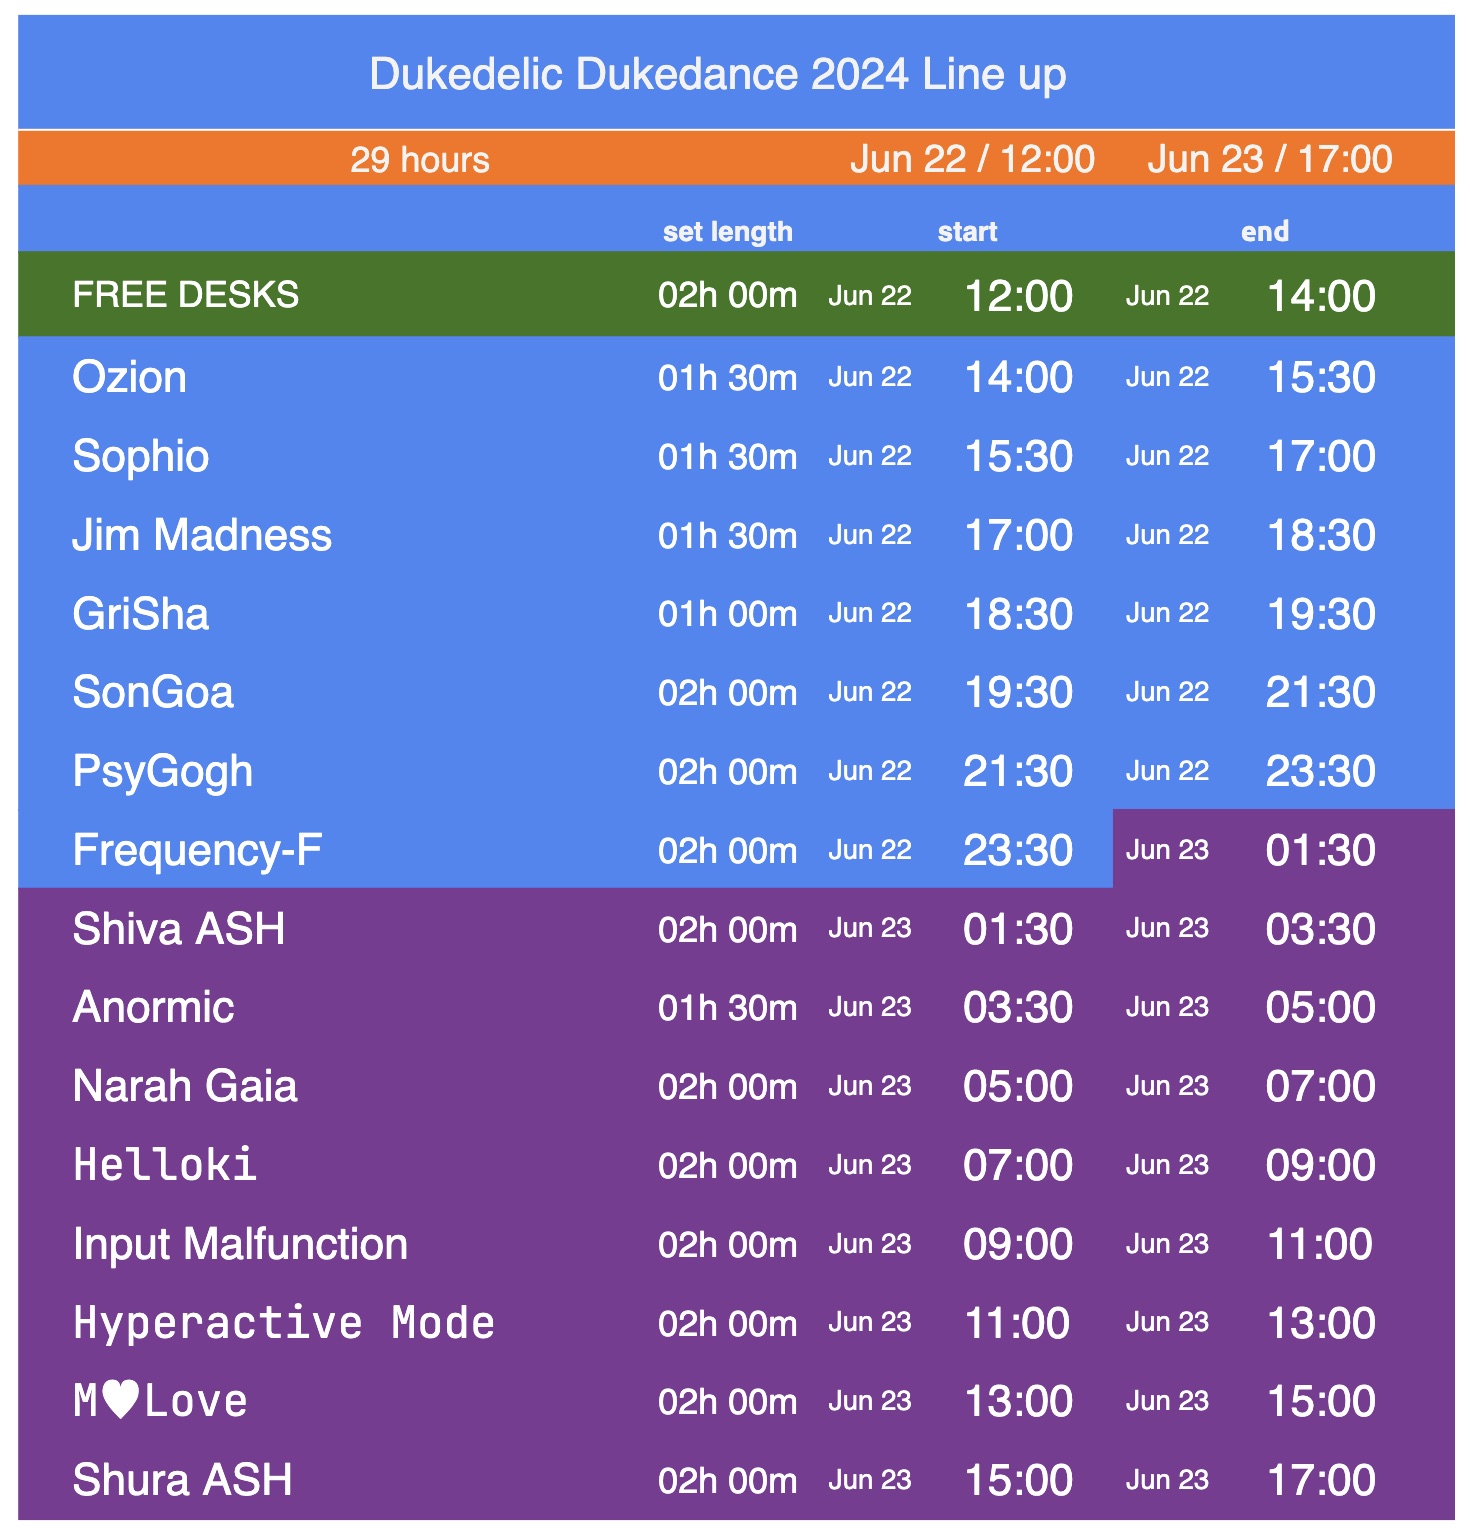 Dukedelic Dukedance 2024 Line up
29 hours Jun 22 / 12:00 Jun 23 / 17:00
set length start end
FREE DESKS 02h 00m Jun 22 12:00 Jun 22 14:00
Ozion 01h 30m Jun 22 14:00 Jun 22 15:30
Sophio 01h 30m Jun 22 15:30 Jun 22 17:00
Jim Madness 01h 30m Jun 22 17:00 Jun 22 18:30
GriSha 01h 00m Jun 22 18:30 Jun 22 19:30
SonGoa 02h 00m Jun 22 19:30 Jun 22 21:30
PsyGogh 02h 00m Jun 22 21:30 Jun 22 23:30
Frequency-F 02h 00m Jun 22 23:30 Jun 23 01:30
Shiva ASH 02h 00m Jun 23 01:30 Jun 23 03:30
Anormic 01h 30m Jun 23 03:30 Jun 23 05:00
Narah Gaia 02h 00m Jun 23 05:00 Jun 23 07:00
Helloki 02h 00m Jun 23 07:00 Jun 23 09:00
Input Malfunction 02h 00m Jun 23 09:00 Jun 23 11:00
Hyperactive Mode 02h 00m Jun 23 11:00 Jun 23 13:00
M♥Love 02h 00m Jun 23 13:00 Jun 23 15:00
Shura ASH 02h 00m Jun 23 15:00 Jun 23 17:00